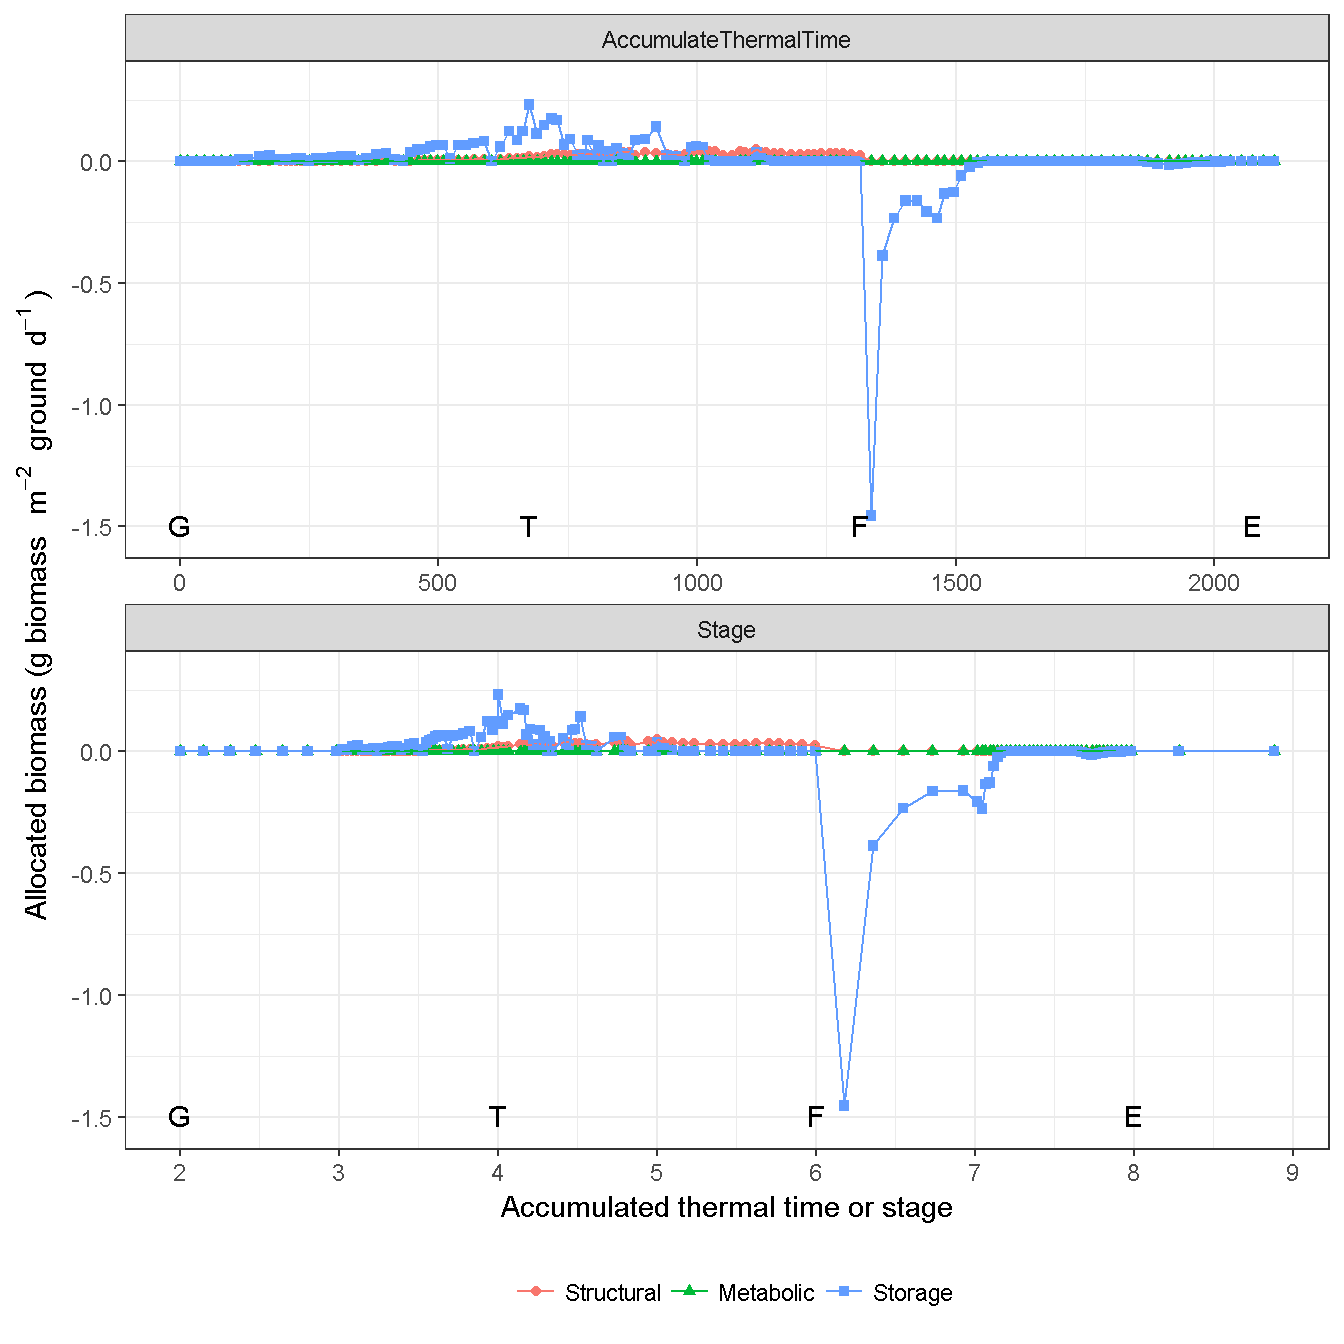 AccumulateThermalTime
0.0
-0.5
-1.0
-1.5
G T F E
0 500 1000 1500 2000
Allocated biomass (g biomass m⁻² ground d⁻¹)
Stage
0.0
-0.5
-1.0
-1.5
G T F E
2 3 4 5 6 7 8 9
Accumulated thermal time or stage
Structural Metabolic Storage